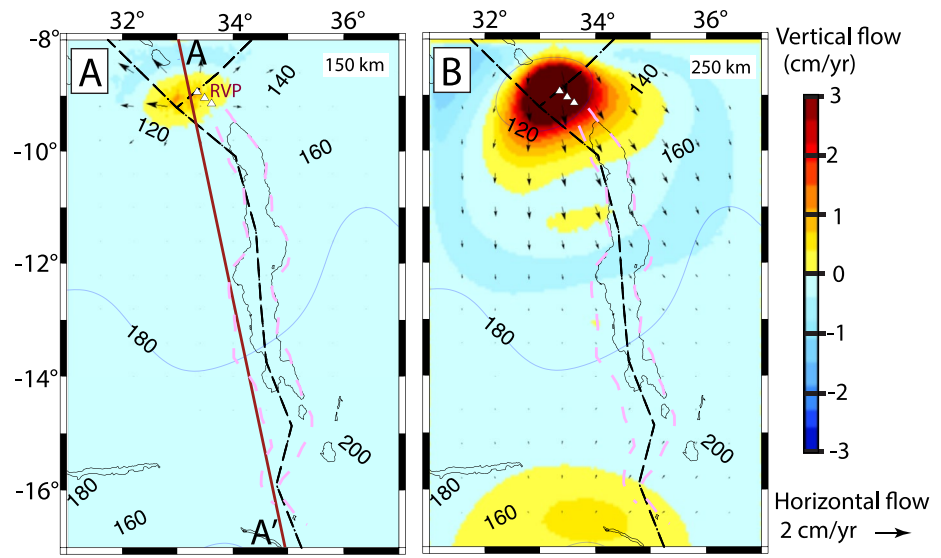 32° 34° 36° 32° 34° 36°
Vertical flow
(cm/yr)
-8°
-10°
-12°
-14°
-16°
A
A
150 km
RVP
140
120
160
180
200
180
160
A'
B
250 km
140
120
160
180
200
180
160
3
2
1
0
-1
-2
-3
Horizontal flow
2 cm/yr